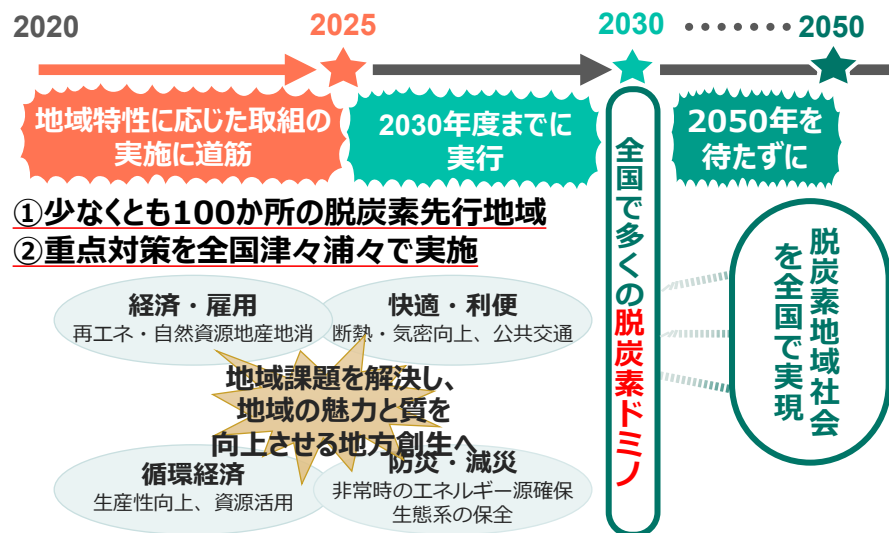 2020
2025
2030
2050
地域特性に応じた取組の
実施に道筋
2030年度までに
実行
2050年を
待たずに
①少なくとも100か所の脱炭素先行地域
②重点対策を全国津々浦々で実施
経済・雇用
再エネ・自然資源地産地消
快適・利便
断熱・気密向上、公共交通
地域課題を解決し、
地域の魅力と質を
向上させる地方創生へ
循環経済
生産性向上、資源活用
防災・減災
非常時のエネルギー源確保
生態系の保全
全国で多くの脱炭素ドミノ
脱炭素地域社会
を全国で実現